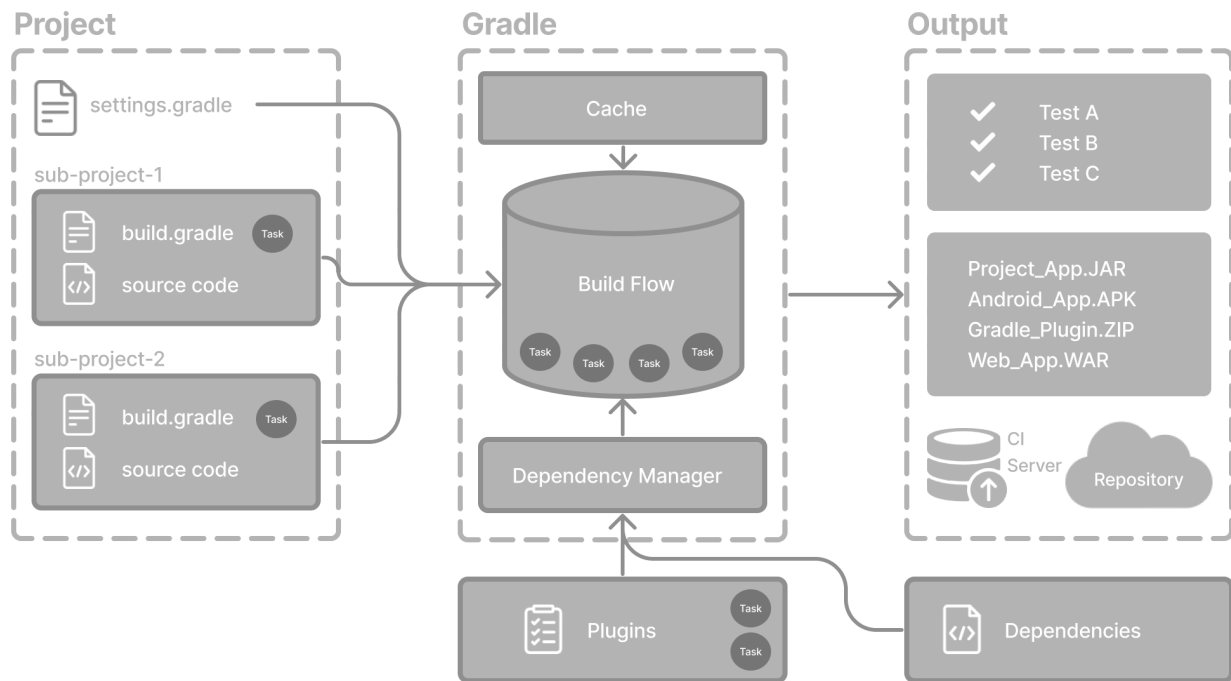 Project
settings.gradle
sub-project-1
build.gradle
Task
source code
sub-project-2
build.gradle
Task
source code
Gradle
Cache
Build Flow
Task
Task
Task
Task
Dependency Manager
Plugins
Task
Task
Output
Test A
Test B
Test C
Project_App.JAR
Android_App.APK
Gradle_Plugin.ZIP
Web_App.WAR
CI
Server
Repository
Dependencies